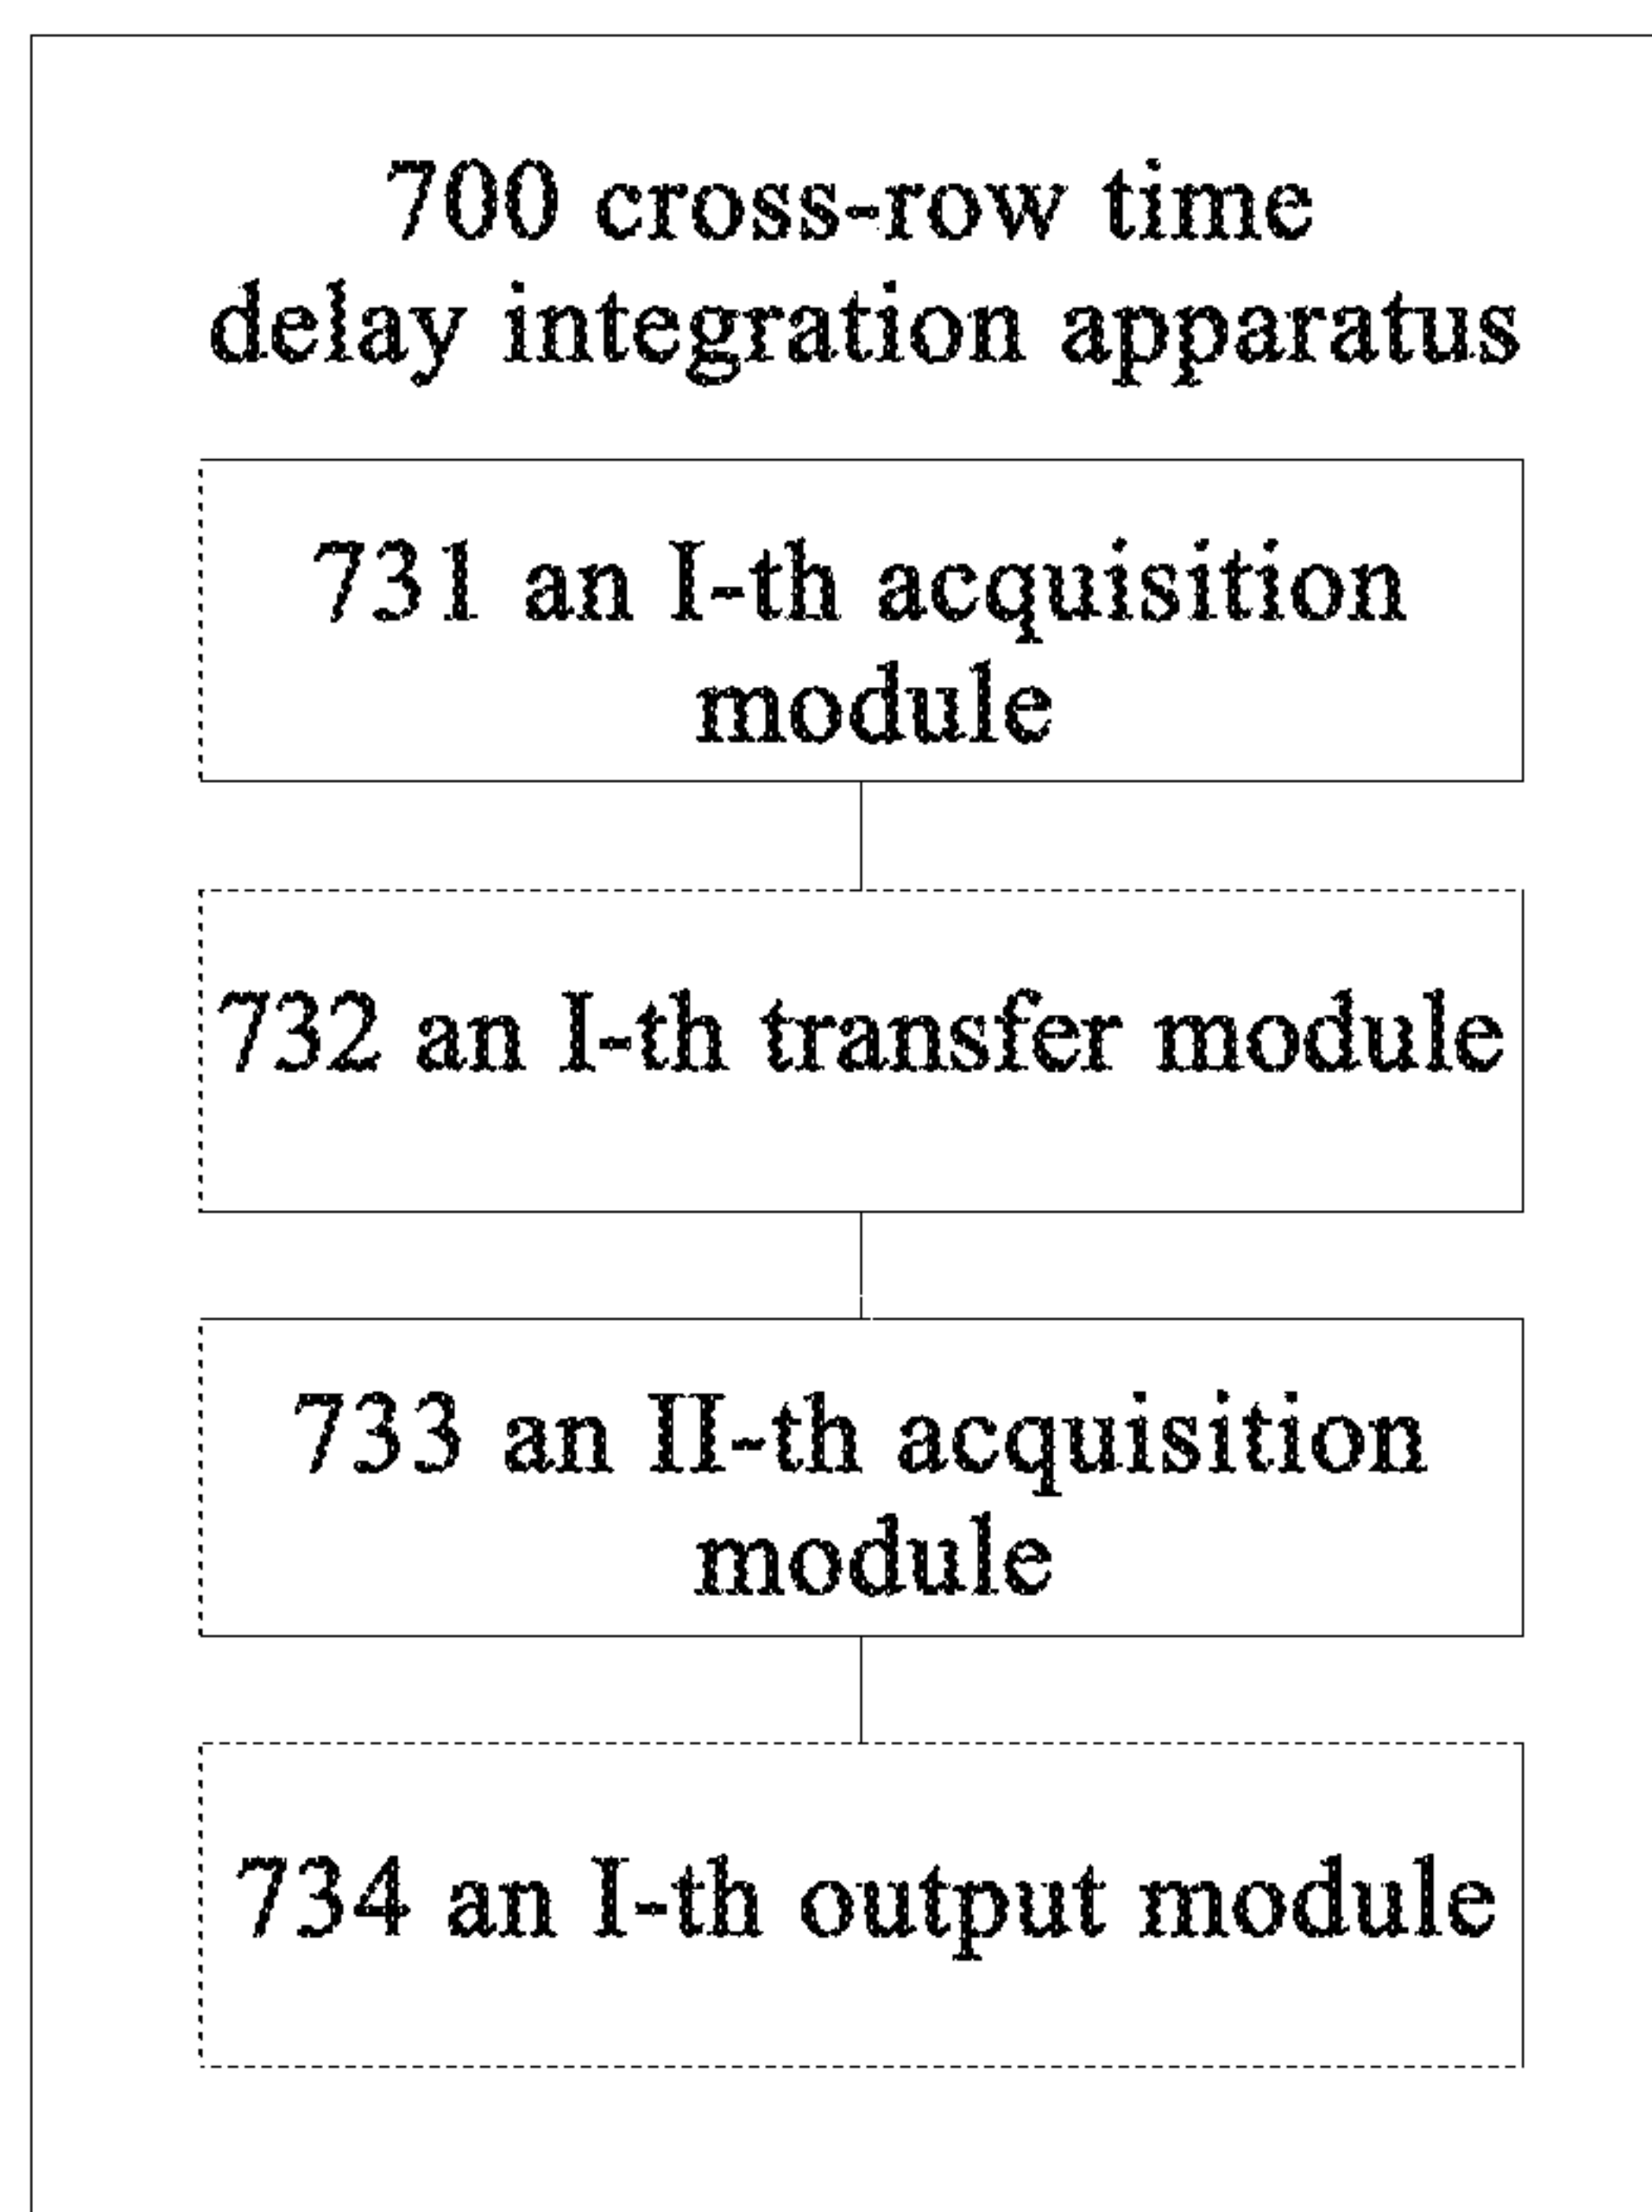 700 cross-row time
delay integration apparatus
731 an I-th acquisition
module
732 an I-th transfer module
733 an II-th acquisition
module
734 an I-th output module